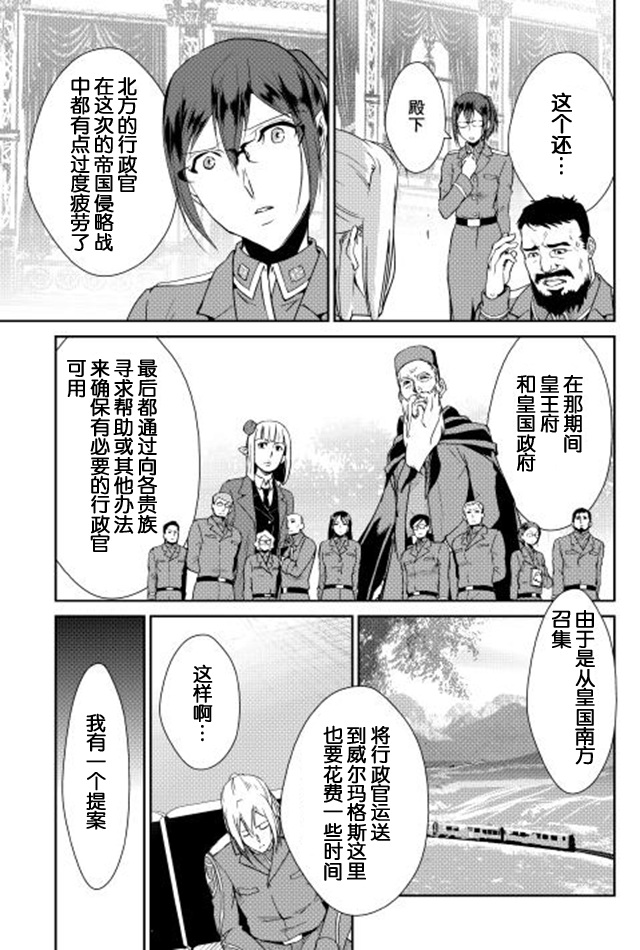 这个还…
殿下
北方的行政官
在这次的帝国侵略战
中都有点过度疲劳了
在那期间
皇王府
和皇国政府
最后都通过向各贵族
寻求帮助或其他办法
来确保有必要的行政官
可用
由于是从皇国南方
召集
将行政官运送
到威尔玛格斯这里
也要花费一些时间
这样啊…
我有一个提案